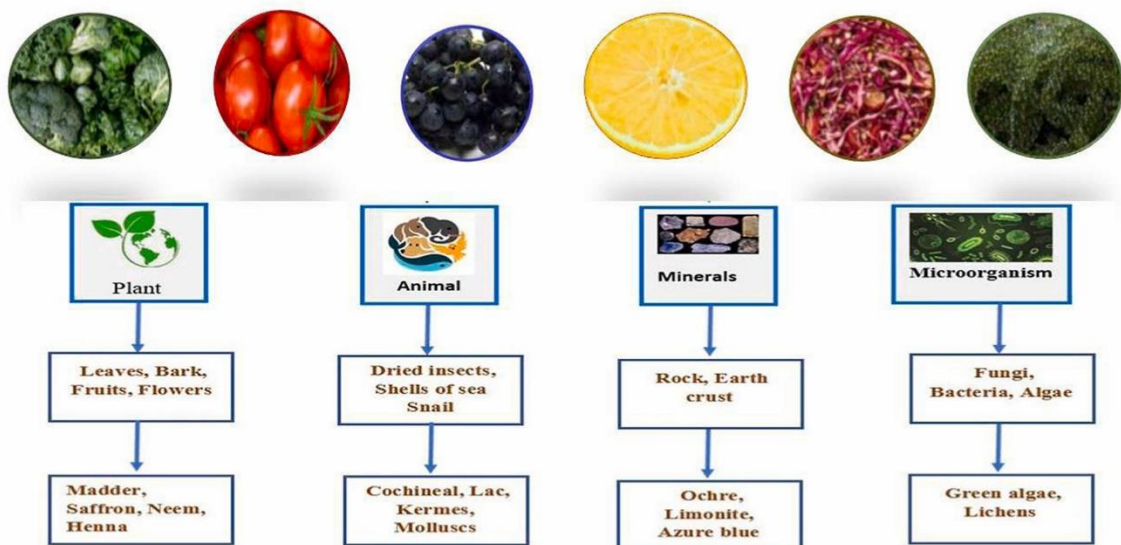 Plant
Animal
Minerals
Microorganism
Leaves, Bark,
Fruits, Flowers
Dried insects,
Shells of sea
Snail
Rock, Earth
crust
Fungi,
Bacteria, Algae
Madder,
Saffron, Neem,
Henna
Cochineal, Lac,
Kermes,
Molluscs
Ochre,
Limonite,
Azure blue
Green algae,
Lichens